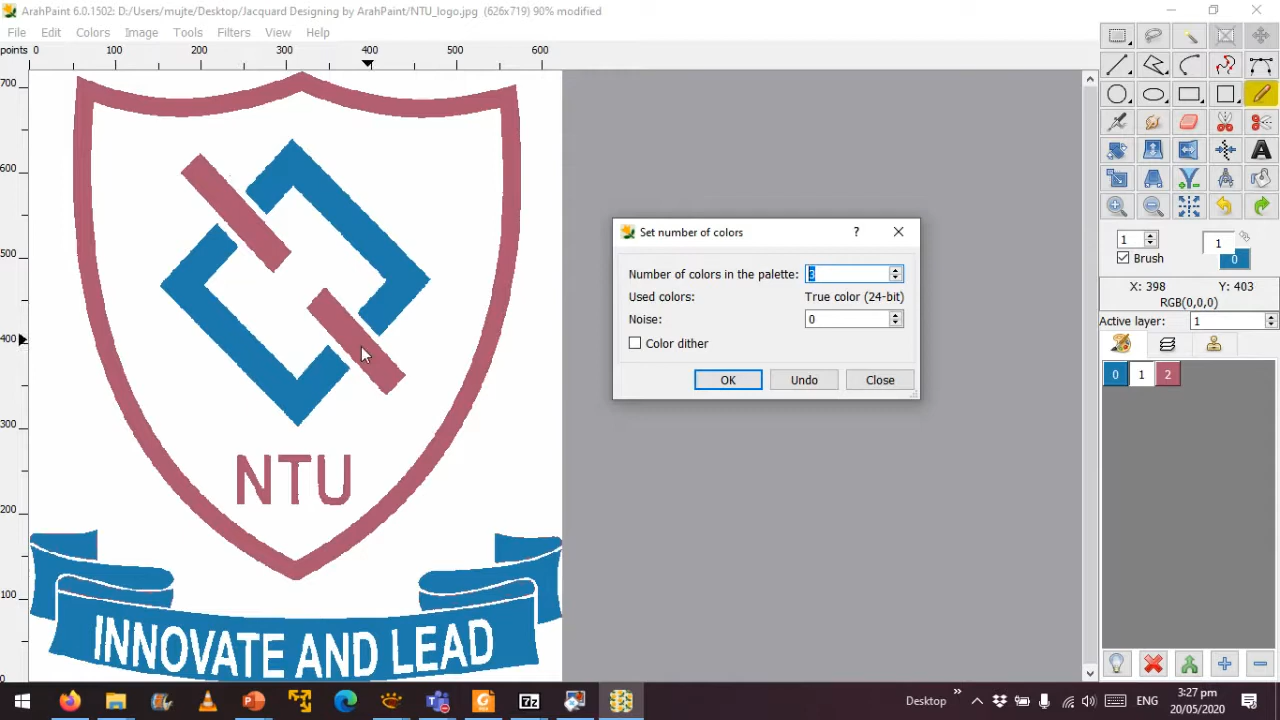 ArahPaint 6.0.1502: D:/Users/mujte/Desktop/Jacquard Designing by ArahPaint/NTU_logo.jpg (626x719) 90% modified
File Edit Colors Image Tools Filters View Help
points 0 100 200 300 400 500 600
700
600
500
400
300
200
100
0
NTU
INNOVATE AND LEAD
Set number of colors ?
Number of colors in the palette: 3
Used colors: True color (24-bit)
Noise: 0
Color dither
OK Undo Close
A
1 1
Brush 0
X: 398 Y: 403
RGB(0,0,0)
Active layer: 1
0 1 2
7z
Desktop ENG
3:27 pm
20/05/2020